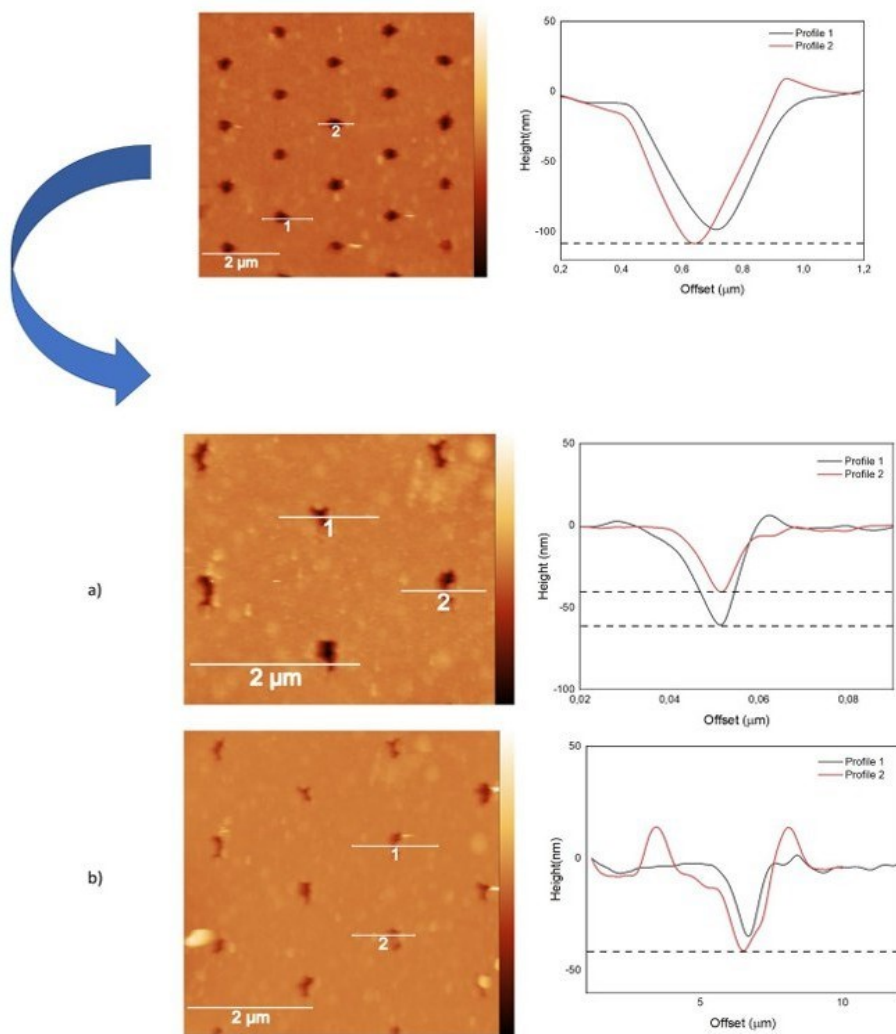 2
1
2 μm
50
0
-50
-100
Height(nm)
Profile 1
Profile 2
0,2 0,4 0,6 0,8 1,0 1,2
Offset (μm)
a)
1
2
2 μm
50
0
-50
-100
Height (nm)
Profile 1
Profile 2
0,02 0,04 0,06 0,08
Offset (μm)
b)
1
2
2 μm
50
0
-50
Height(nm)
Profile 1
Profile 2
5 10
Offset (μm)